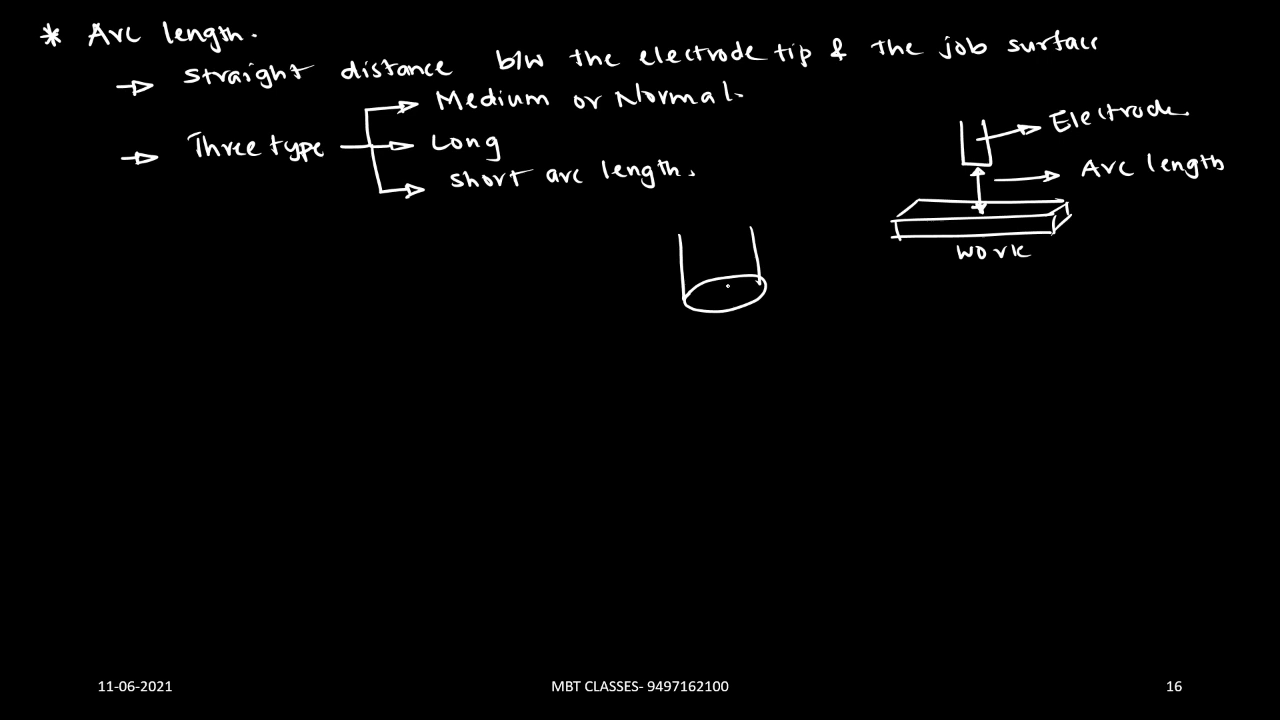 * Arc length.
→ Straight distance b/w the electrode tip & the job surface
→ Three type
Medium or Normal.
Long
Short arc length.
Electrode
Arc length
Work
11-06-2021
MBT CLASSES- 9497162100
16